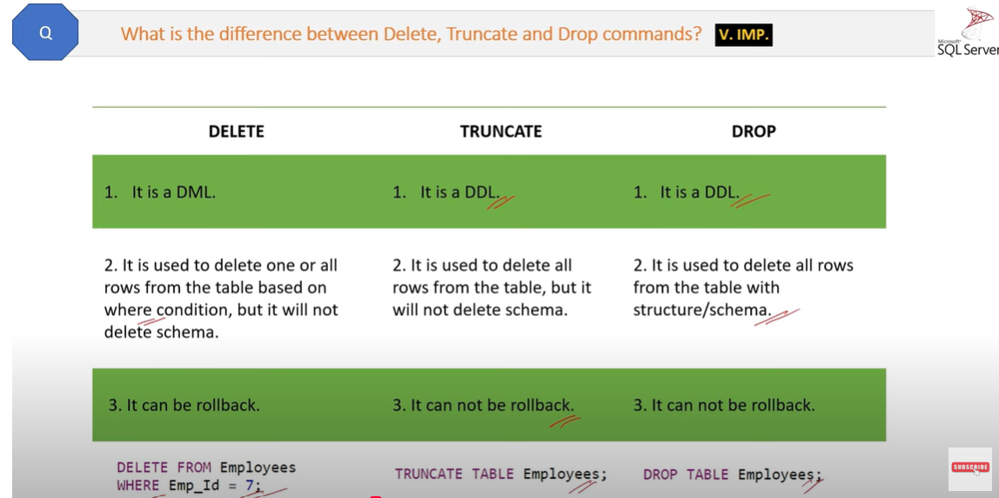 Q
What is the difference between Delete, Truncate and Drop commands?
V. IMP.
Microsoft
SQL Server
DELETE
TRUNCATE
DROP
1. It is a DML.
1. It is a DDL.
1. It is a DDL.
2. It is used to delete one or all
rows from the table based on
where condition, but it will not
delete schema.
2. It is used to delete all
rows from the table, but it
will not delete schema.
2. It is used to delete all rows
from the table with
structure/schema.
3. It can be rollback.
3. It can not be rollback.
3. It can not be rollback.
DELETE FROM Employees
WHERE Emp_Id = 7;
TRUNCATE TABLE Employees;
DROP TABLE Employees;
SUBSCRIBE